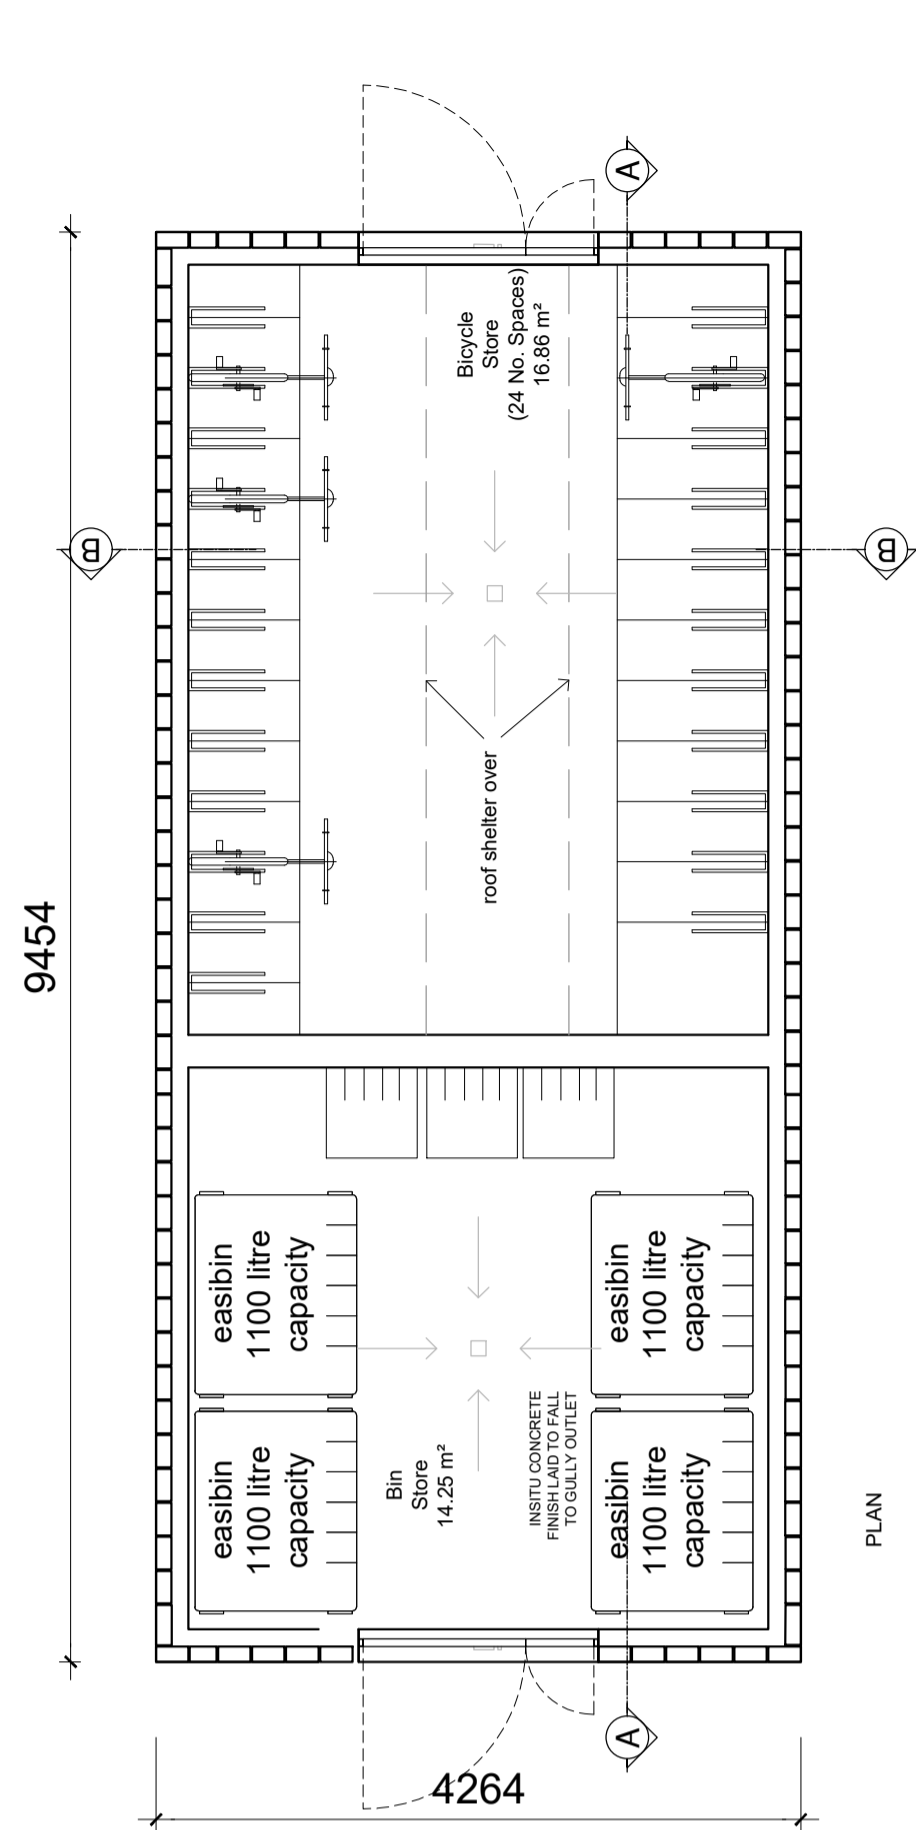 A
Bicycle
Store
(24 No. Spaces)
16.86 m²
B
B
roof shelter over
9454
easibin
1100 litre
capacity
easibin
1100 litre
capacity
easibin
1100 litre
capacity
easibin
1100 litre
capacity
Bin
Store
14.25 m²
INSITU CONCRETE
FINISH LAID TO FALL
TO GULLY OUTLET
PLAN
A
4264